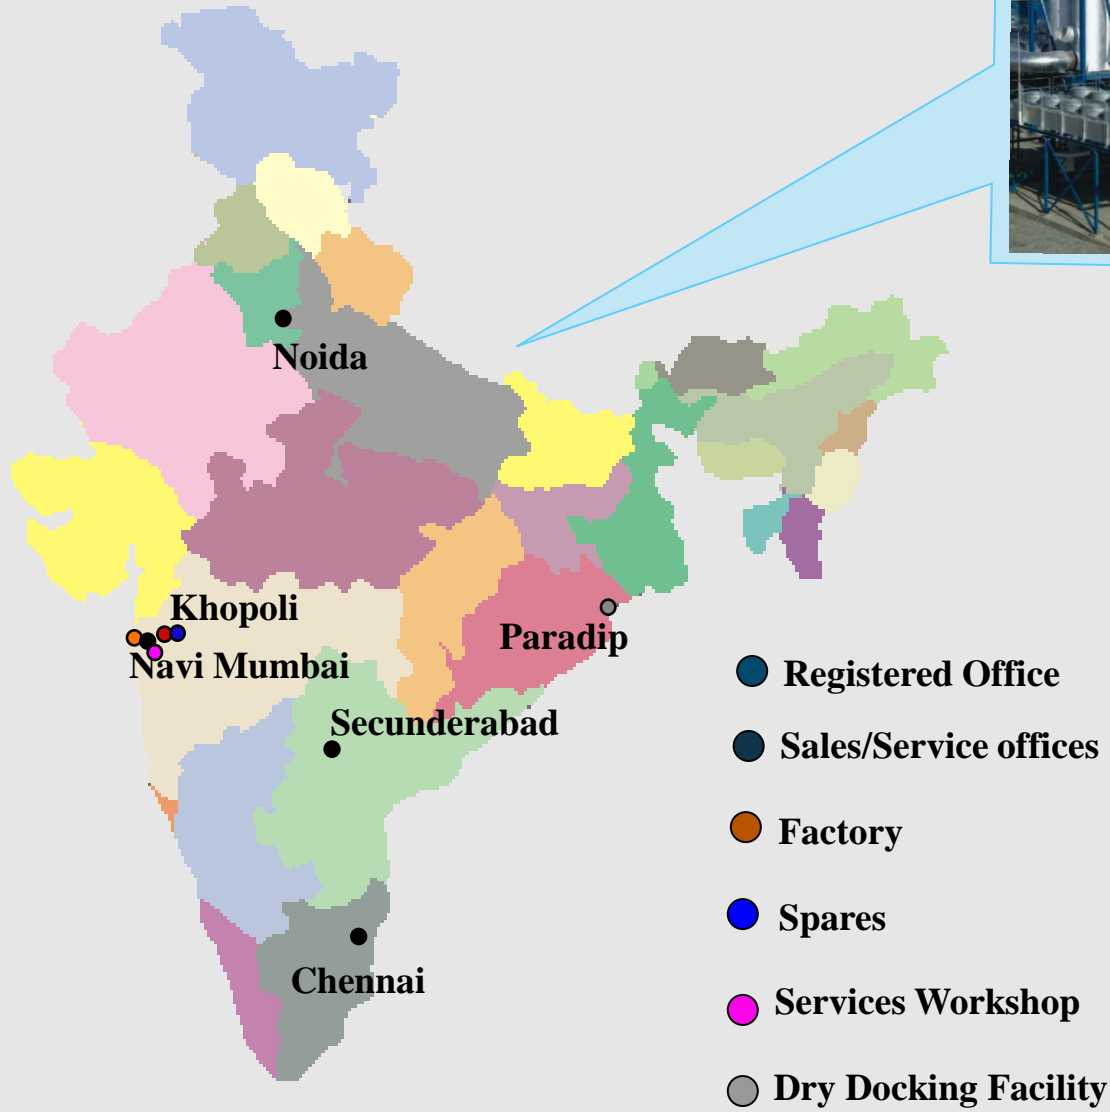 Noida
Khopoli
Navi Mumbai
Paradip
Secunderabad
Chennai
Registered Office
Sales/Service offices
Factory
Spares
Services Workshop
Dry Docking Facility